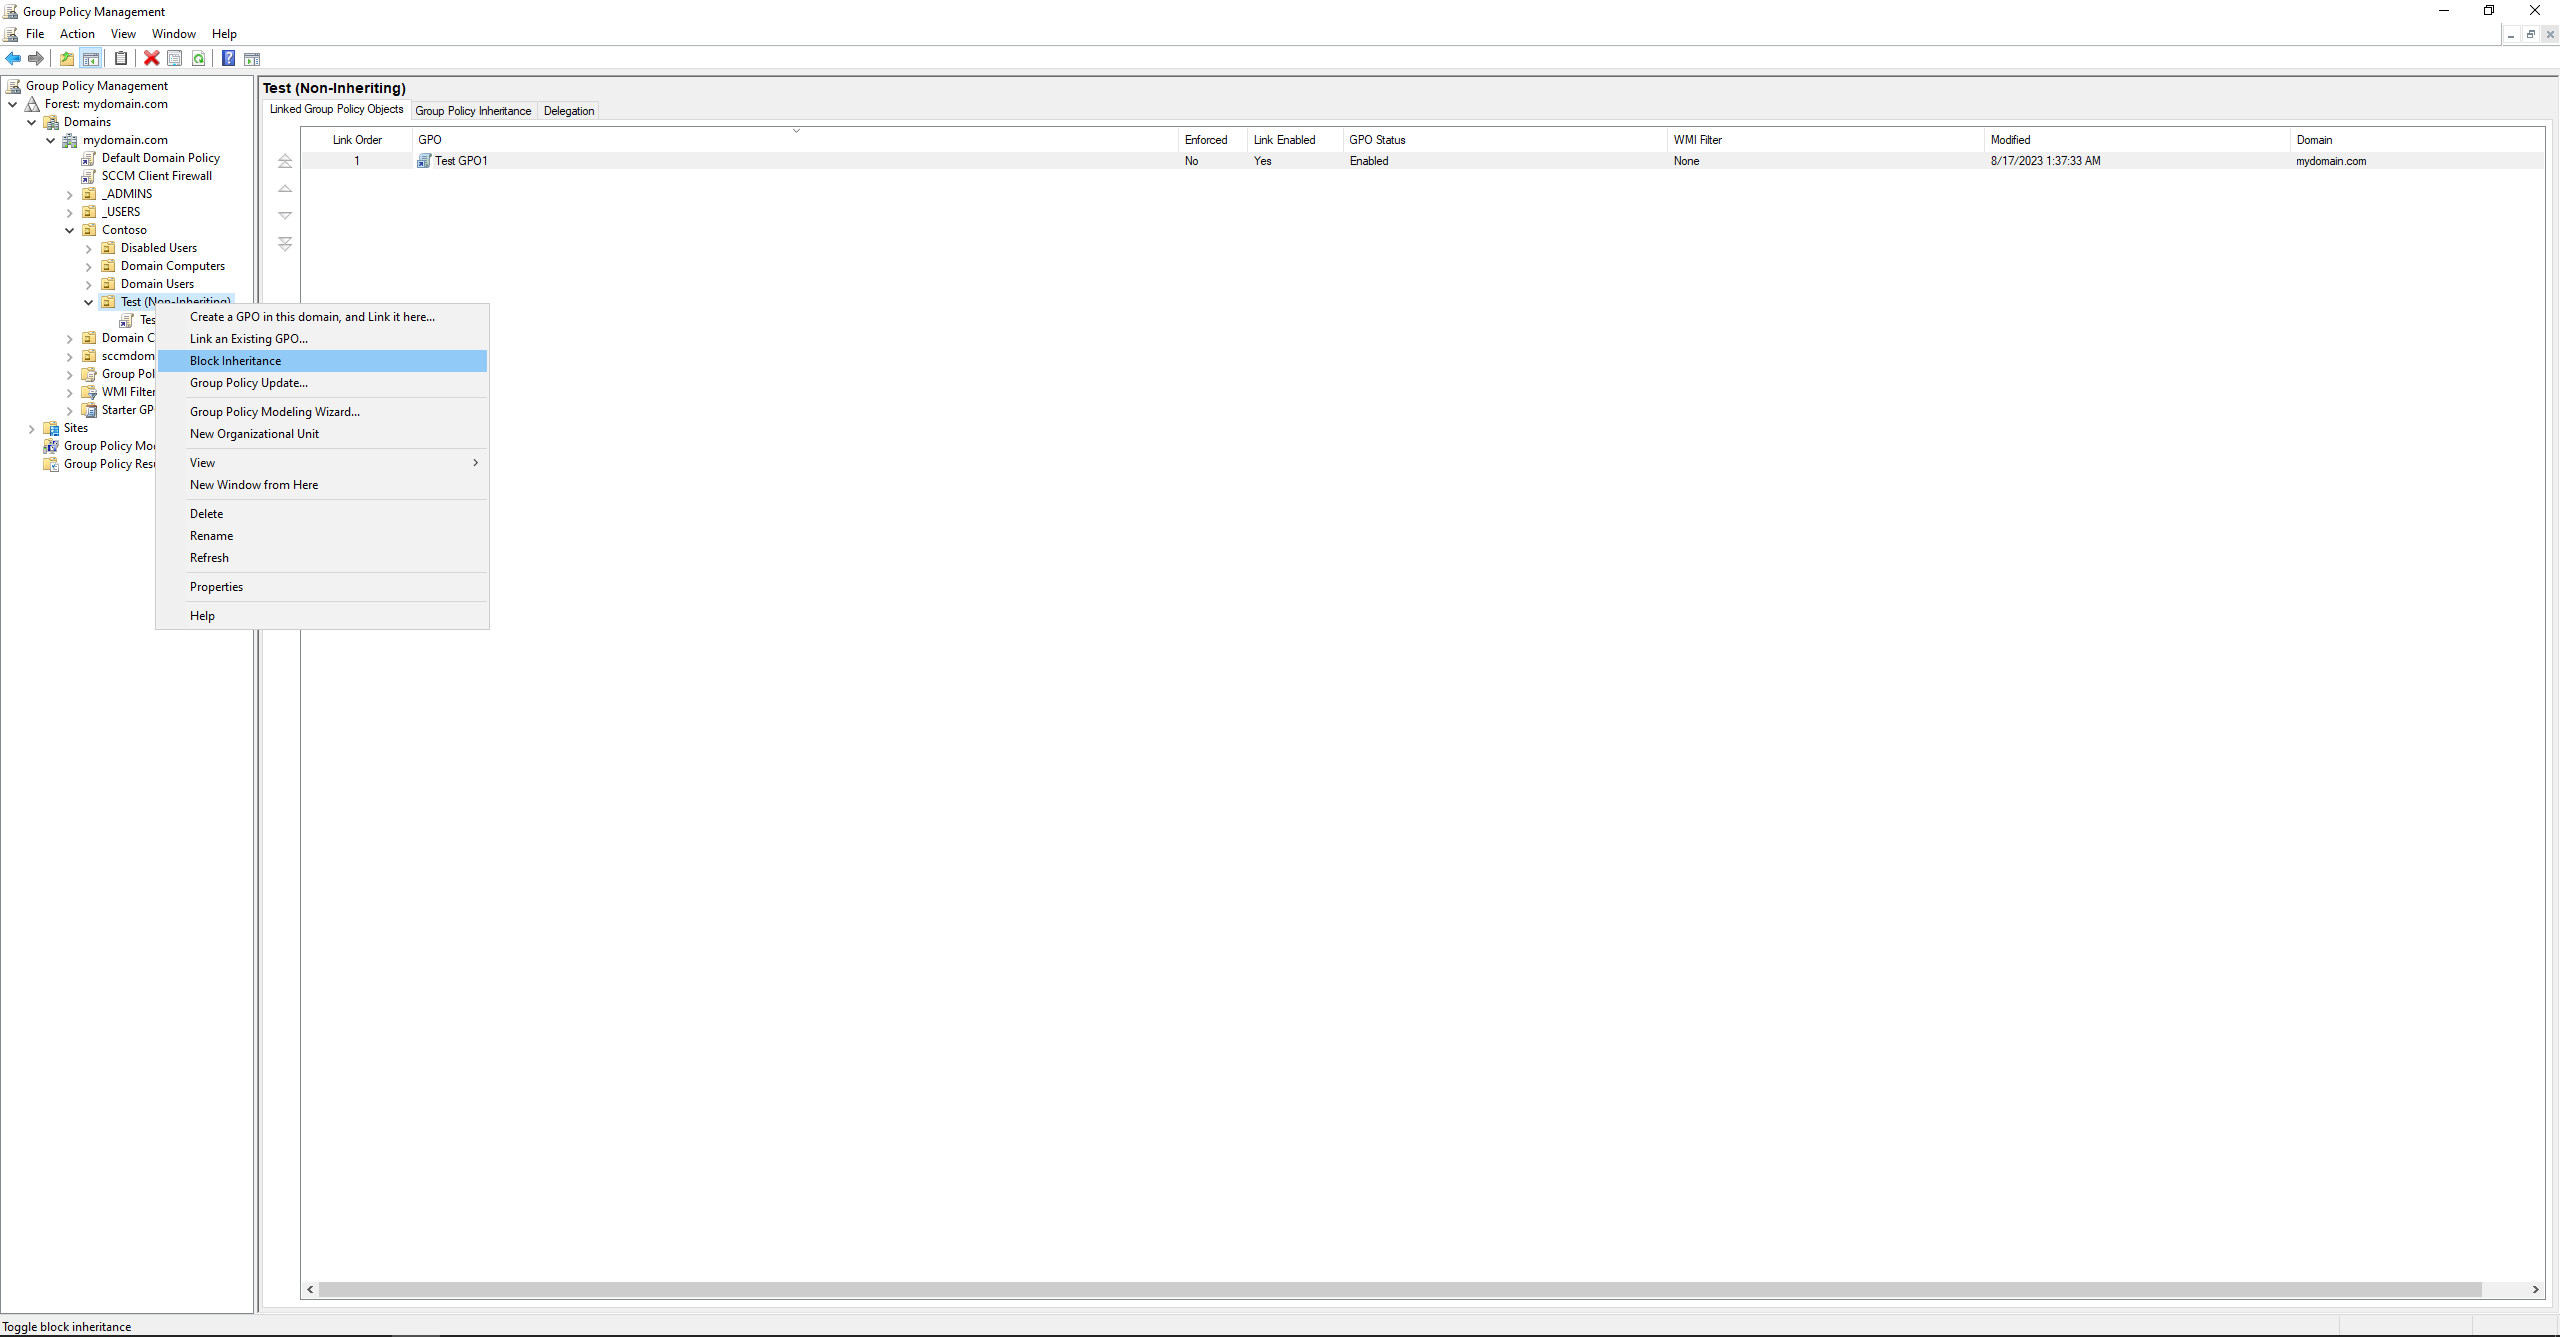 Group Policy Management
File Action View Window Help
Group Policy Management
Forest: mydomain.com
Domains
mydomain.com
Default Domain Policy
SCCM Client Firewall
_ADMINS
_USERS
Contoso
Disabled Users
Domain Computers
Domain Users
Test (Non-Inheriting)
Tes
Domain C
sccmdom
Group Pol
WMI Filter
Starter GP
Sites
Group Policy Mo
Group Policy Resu
Create a GPO in this domain, and Link it here...
Link an Existing GPO...
Block Inheritance
Group Policy Update...
Group Policy Modeling Wizard...
New Organizational Unit
View
New Window from Here
Delete
Rename
Refresh
Properties
Help
Test (Non-Inheriting)
Linked Group Policy Objects Group Policy Inheritance Delegation
Link Order GPO Enforced Link Enabled GPO Status WMI Filter Modified Domain
1 Test GPO1 No Yes Enabled None 8/17/2023 1:37:33 AM mydomain.com
Toggle block inheritance